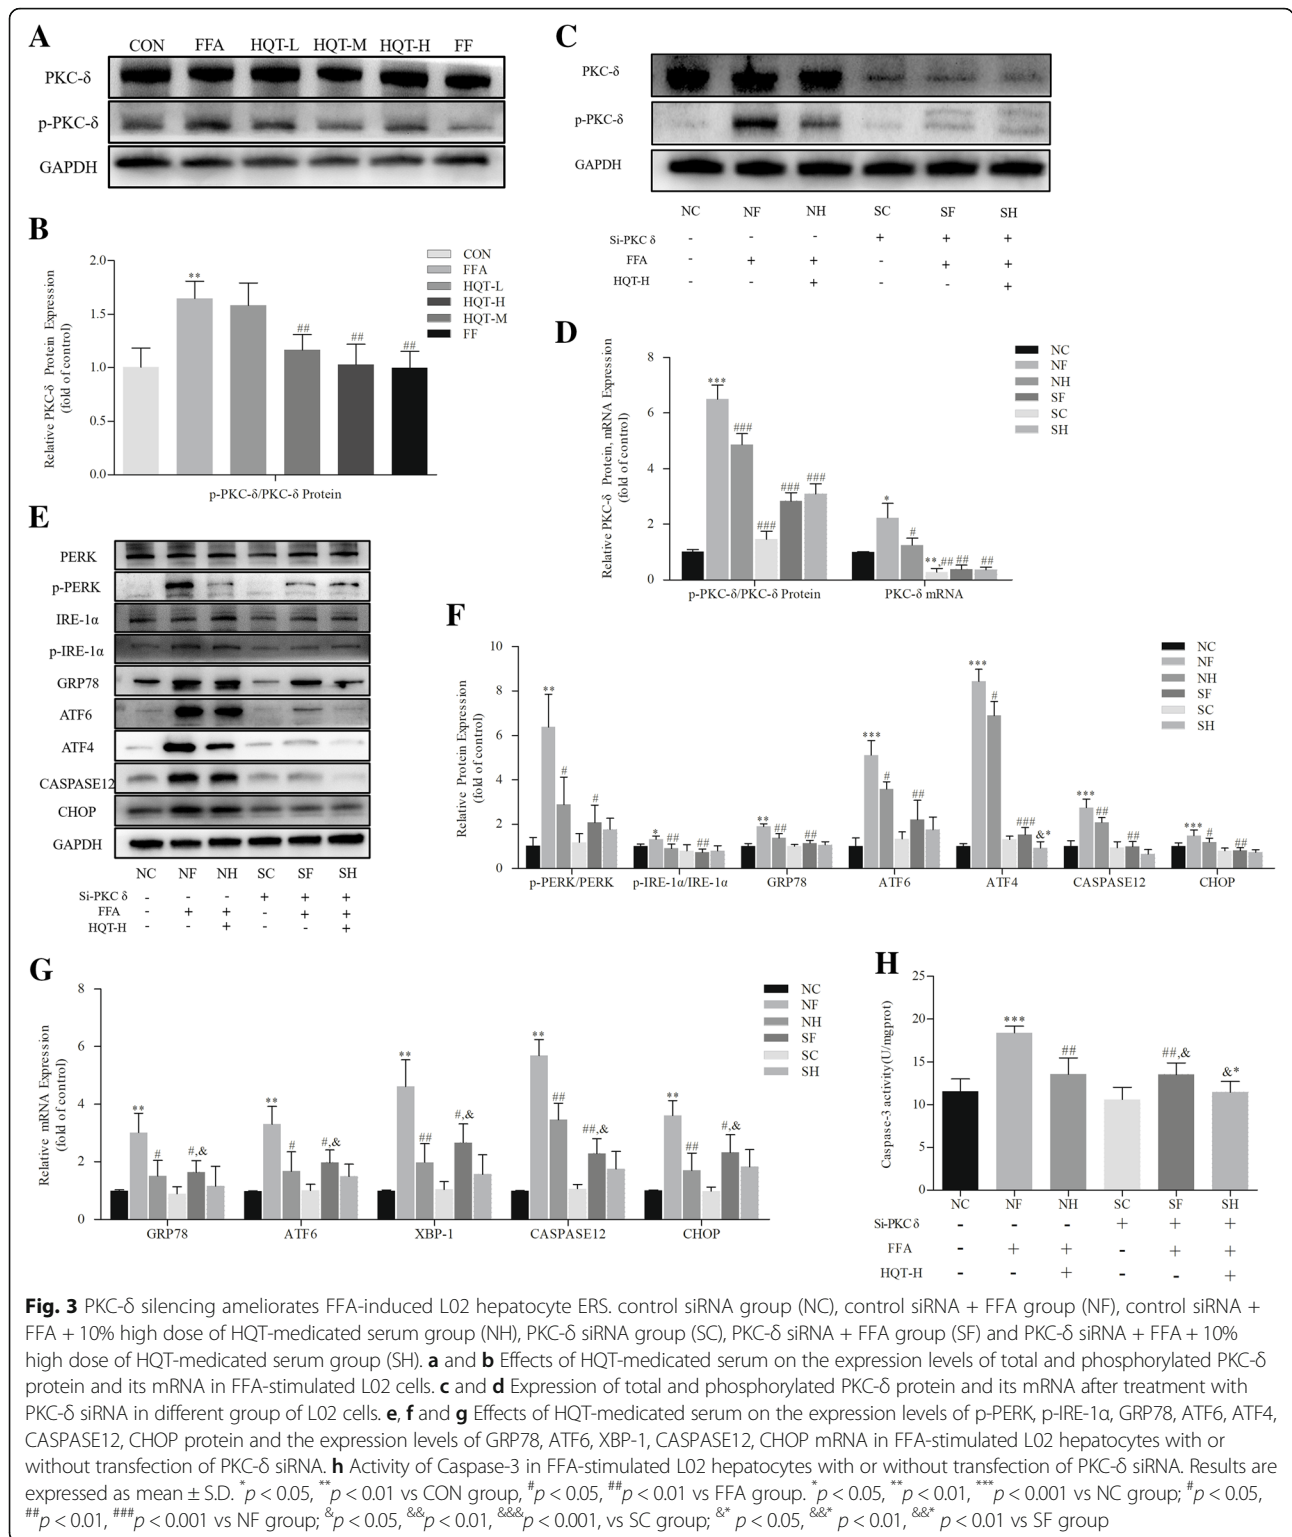 A
CON FFA HQT-L HQT-M HQT-H FF
PKC-δ
p-PKC-δ
GAPDH
B
Relative PKC-δ Protein Expression
(fold of control)
2.0
1.5
1.0
0.5
0.0
** ## ## ##
p-PKC-δ/PKC-δ Protein
CON
FFA
HQT-L
HQT-H
HQT-M
FF
C
PKC-δ
p-PKC-δ
GAPDH
NC NF NH SC SF SH
Si-PKC δ - - - + + +
FFA - + + - + +
HQT-H - - + - - +
D
Relative PKC-δ Protein, mRNA Expression
(fold of control)
8
6
4
2
0
*** ### ### ### ### * # **,## ## ##
p-PKC-δ/PKC-δ Protein PKC-δ mRNA
NC
NF
NH
SF
SC
SH
E
PERK
p-PERK
IRE-1α
p-IRE-1α
GRP78
ATF6
ATF4
CASPASE12
CHOP
GAPDH
NC NF NH SC SF SH
Si-PKC δ - - - + + +
FFA - + + - + +
HQT-H - - + - - +
F
Relative Protein Expression
(fold of control)
10
8
6
4
2
0
** # # * ## ## ** ## ## *** # ## *** # ### &* *** ## ## *** # ##
p-PERK/PERK p-IRE-1α/IRE-1α GRP78 ATF6 ATF4 CASPASE12 CHOP
NC
NF
NH
SF
SC
SH
G
Relative mRNA Expression
(fold of control)
8
6
4
2
0
** # #,& ** # #,& ** ## #,& ** ## ##,& ** ## #,&
GRP78 ATF6 XBP-1 CASPASE12 CHOP
NC
NF
NH
SF
SC
SH
H
Caspase-3 activity(U/mgprot)
25
20
15
10
5
0
*** ## ##,& &*
NC NF NH SC SF SH
Si-PKC δ - - - + + +
FFA - + + - + +
HQT-H - - + - - +
Fig. 3 PKC-δ silencing ameliorates FFA-induced L02 hepatocyte ERS. control siRNA group (NC), control siRNA + FFA group (NF), control siRNA +
FFA + 10% high dose of HQT-medicated serum group (NH), PKC-δ siRNA group (SC), PKC-δ siRNA + FFA group (SF) and PKC-δ siRNA + FFA + 10%
high dose of HQT-medicated serum group (SH). a and b Effects of HQT-medicated serum on the expression levels of total and phosphorylated PKC-δ
protein and its mRNA in FFA-stimulated L02 cells. c and d Expression of total and phosphorylated PKC-δ protein and its mRNA after treatment with
PKC-δ siRNA in different group of L02 cells. e, f and g Effects of HQT-medicated serum on the expression levels of p-PERK, p-IRE-1α, GRP78, ATF6, ATF4,
CASPASE12, CHOP protein and the expression levels of GRP78, ATF6, XBP-1, CASPASE12, CHOP mRNA in FFA-stimulated L02 hepatocytes with or
without transfection of PKC-δ siRNA. h Activity of Caspase-3 in FFA-stimulated L02 hepatocytes with or without transfection of PKC-δ siRNA. Results are
expressed as mean ± S.D. *p < 0.05, **p < 0.01 vs CON group, #p < 0.05, ##p < 0.01 vs FFA group. *p < 0.05, **p < 0.01, ***p < 0.001 vs NC group; #p < 0.05,
##p < 0.01, ###p < 0.001 vs NF group; &p < 0.05, &&p < 0.01, &&&p < 0.001, vs SC group; &* p < 0.05, &&* p < 0.01, &&* p < 0.01 vs SF group